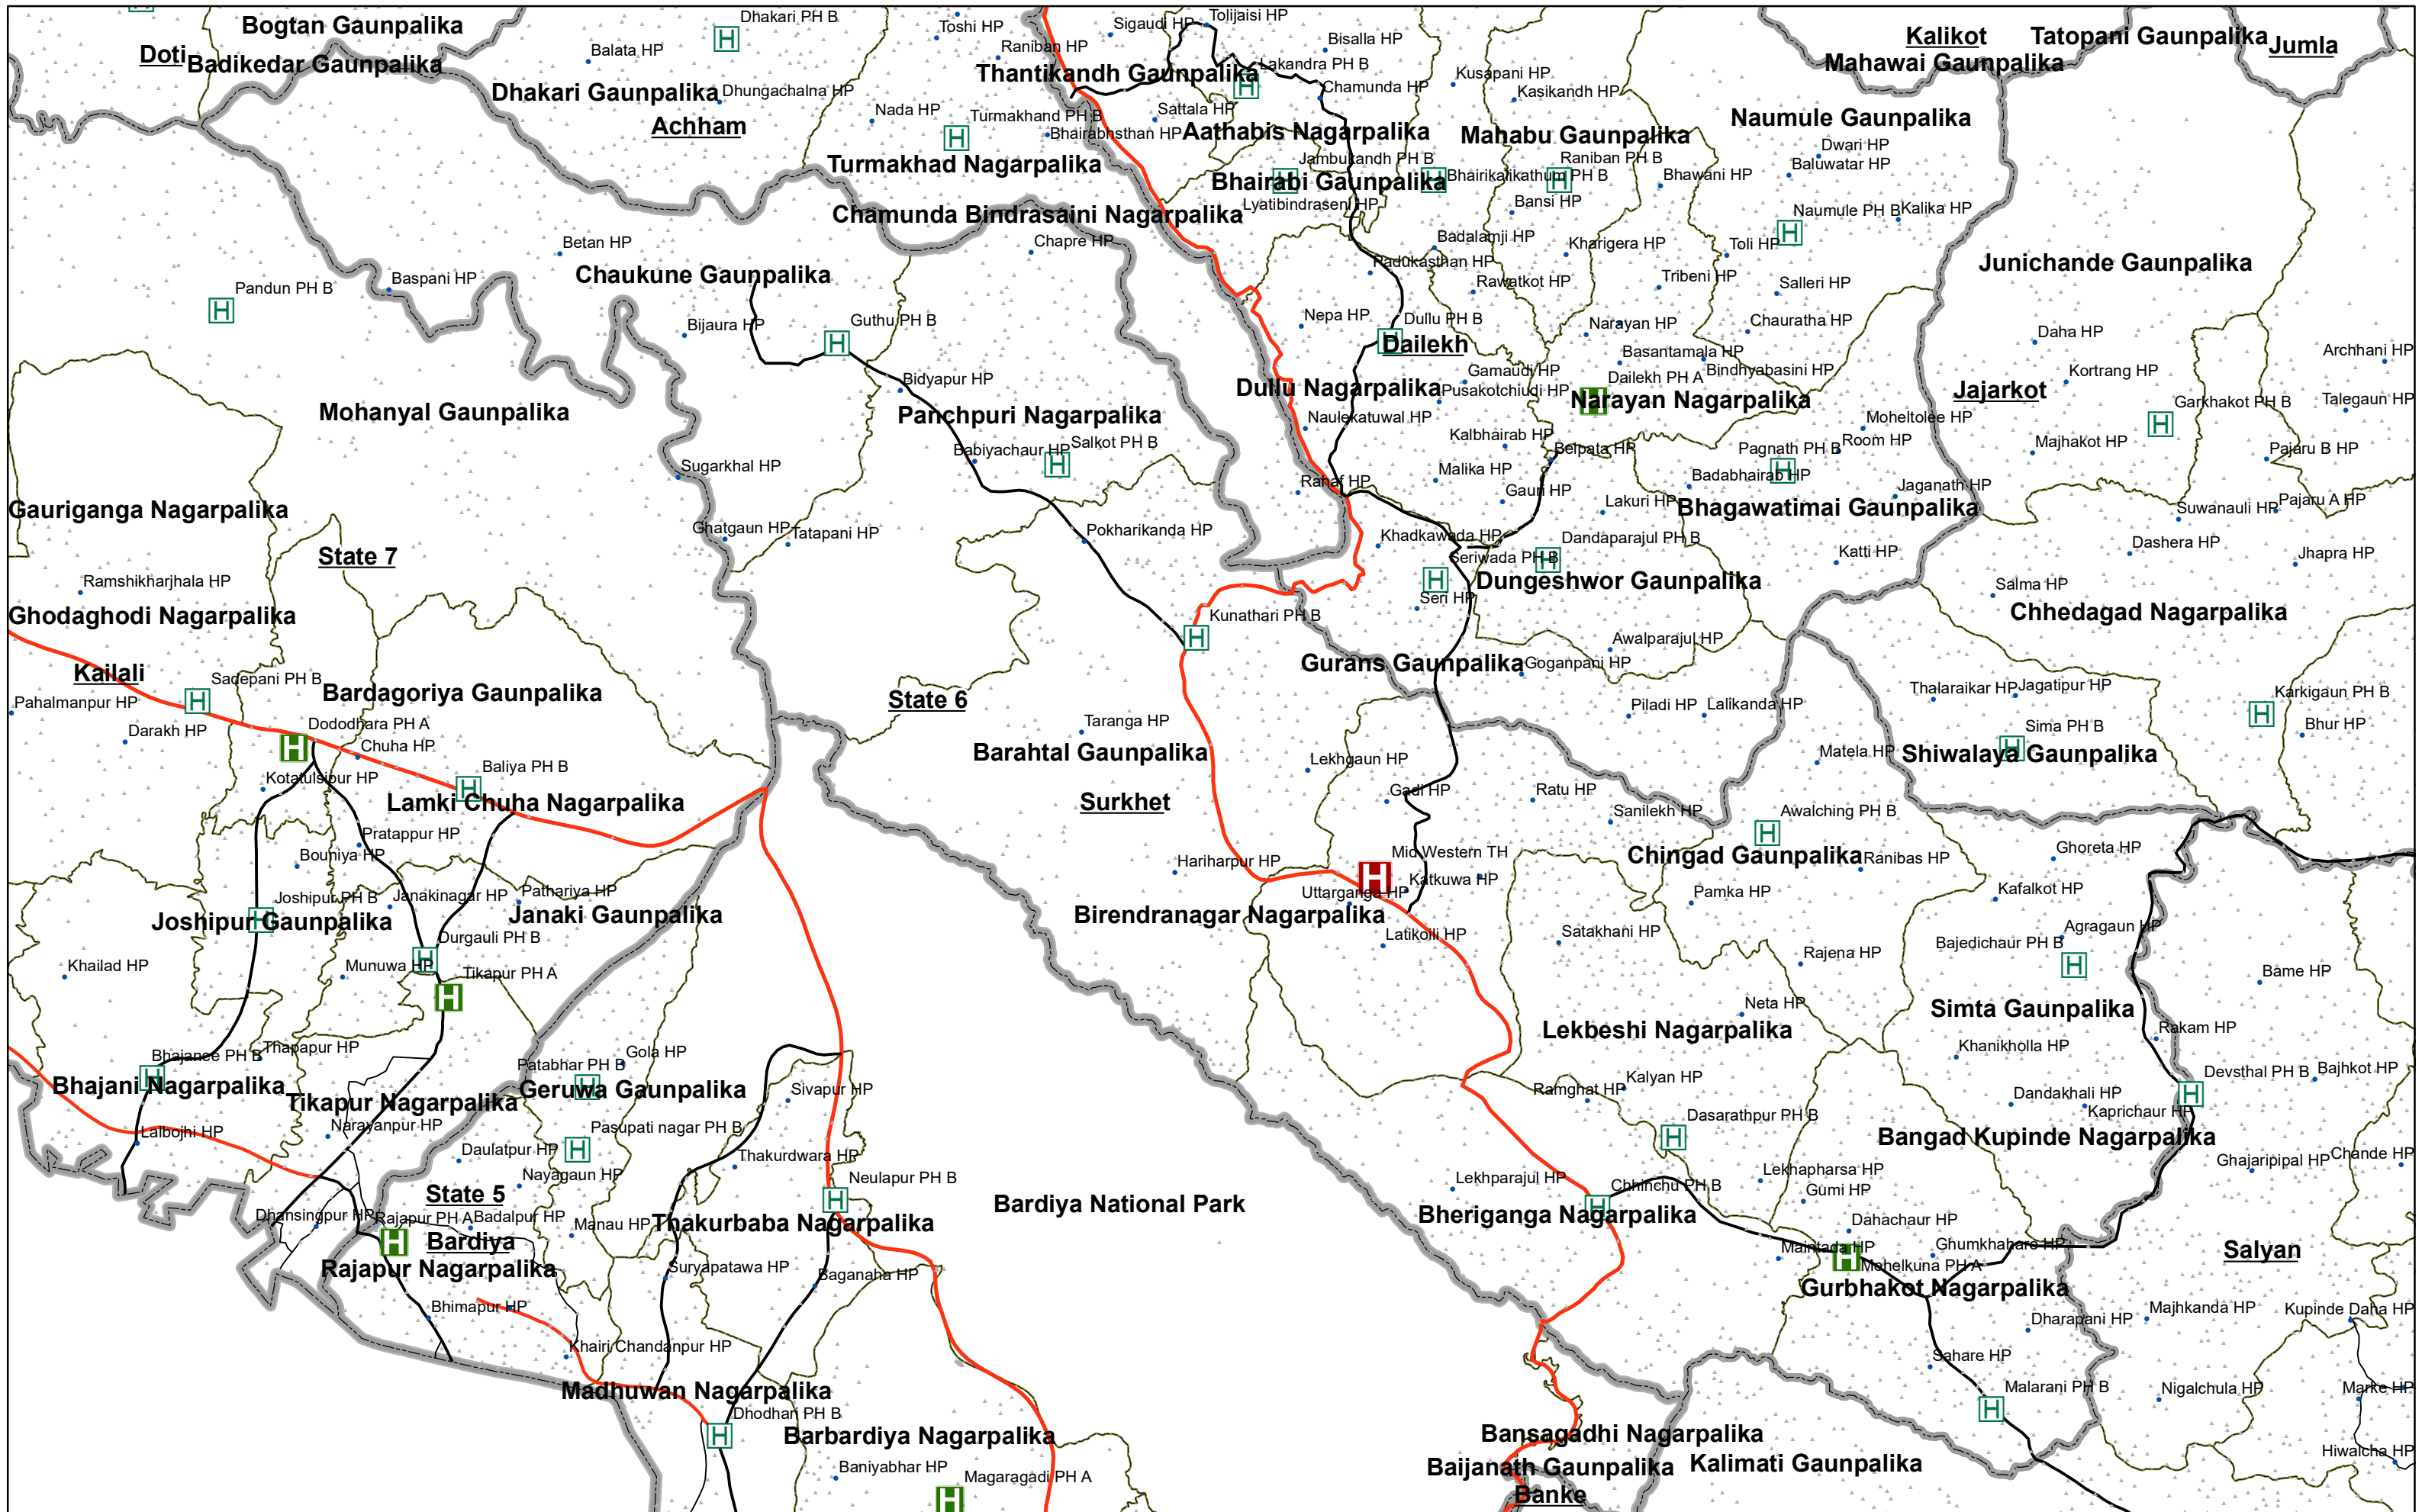 Bogtan Gaunpalika
Dhakari PH B
Toshi HP
Sigaudi HP
Tolijaisi HP
Kalikot
Tatopani Gaunpalika
Jumla
Doti
Badikedar Gaunpalika
Balata HP
Raniban HP
Bisalla HP
Mahawai Gaunpalika
Thantikandh Gaunpalika
Lakandra PH B
Kusapani HP
Dhakari Gaunpalika
Dhungachalna HP
Chamunda HP
Kasikandh HP
Nada HP
Turmakhand PH B
Sattala HP
Naumule Gaunpalika
Achham
Bhairabhsthan HP
Aathabis Nagarpalika
Mahabu Gaunpalika
Dwari HP
Turmakhad Nagarpalika
Jambukandh PH B
Raniban PH B
Baluwatar HP
Bhairabi Gaunpalika
Bhairikalikathum PH B
Bhawani HP
Chamunda Bindrasaini Nagarpalika
Lyatibindraseni HP
Bansi HP
Naumule PH B
Kalika HP
Betan HP
Chapre HP
Badalamji HP
Kharigera HP
Toli HP
Chaukune Gaunpalika
Padukasthan HP
Junichande Gaunpalika
Pandun PH B
Baspani HP
Rawatkot HP
Tribeni HP
Salleri HP
Bijaura HP
Guthu PH B
Nepa HP
Dullu PH B
Narayan HP
Chauratha HP
Daha HP
Dailekh
Basantamala HP
Archhani HP
Bidyapur HP
Gamaudi HP
Dailekh PH A
Bindhyabasini HP
Kortrang HP
Mohanyal Gaunpalika
Panchpuri Nagarpalika
Dullu Nagarpalika
Pusakotchiudi HP
Narayan Nagarpalika
Jajarkot
Garkhakot PH B
Talegaun HP
Naulekatuwal HP
Moheltolee HP
Babiyachaur HP
Salkot PH B
Kalbhairab HP
Belpata HP
Pagnath PH B
Room HP
Majhakot HP
Pajaru B HP
Sugarkhal HP
Rahaf HP
Malika HP
Badabhairab HP
Gauri HP
Jaganath HP
Gauriganga Nagarpalika
Lakuri HP
Bhagawatimai Gaunpalika
Suwanauli HP
Pajaru A HP
Ghatgaun HP
Tatapani HP
Pokharikanda HP
Khadkawada HP
Dandaparajul PH B
Dashera HP
State 7
Seriwada PH B
Katti HP
Jhapra HP
Ramshikharjhala HP
Dungeshwor Gaunpalika
Salma HP
Ghodaghodi Nagarpalika
Seri HP
Chhedagad Nagarpalika
Kunathari PH B
Awalparajul HP
Kailali
Sadepani PH B
Gurans Gaunpalika
Goganpani HP
Bardagoriya Gaunpalika
State 6
Thalaraikar HP
Jagatipur HP
Karkigaun PH B
Pahalmanpur HP
Piladi HP
Lalikanda HP
Darakh HP
Dododhara PH A
Taranga HP
Sima PH B
Bhur HP
Chuha HP
Barahtal Gaunpalika
Matela HP
Shiwalaya Gaunpalika
Kotatulsipur HP
Baliya PH B
Lekhgaun HP
Lamki Chuha Nagarpalika
Surkhet
Gadi HP
Ratu HP
Sanilekh HP
Awalching PH B
Pratappur HP
Bouniya HP
Hariharpur HP
Mid Western TH
Chingad Gaunpalika
Ranibas HP
Ghoreta HP
Joshipur PH B
Janakinagar HP
Pathariya HP
Uttarganga HP
Katkuwa HP
Pamka HP
Kafalkot HP
Joshipur Gaunpalika
Janaki Gaunpalika
Birendranagar Nagarpalika
Durgauli PH B
Latikoili HP
Satakhani HP
Bajedichaur PH B
Agragaun HP
Khailad HP
Munuwa HP
Tikapur PH A
Rajena HP
Bame HP
Neta HP
Simta Gaunpalika
Lekbeshi Nagarpalika
Rakam HP
Bhajanee PH B
Thapapur HP
Patabhar PH B
Gola HP
Khanikholla HP
Bhajani Nagarpalika
Tikapur Nagarpalika
Geruwa Gaunpalika
Sivapur HP
Ramghat HP
Kalyan HP
Dandakhali HP
Devsthal PH B
Bajhkot HP
Lalbojhi HP
Narayanpur HP
Pasupati nagar PH B
Dasarathpur PH B
Kaprichaur HP
Daulatpur HP
Thakurdwara HP
Bangad Kupinde Nagarpalika
Nayagaun HP
Neulapur PH B
Lekhparajul HP
Chhinchu PH B
Lekhapharsa HP
Ghajaripipal HP
Chande HP
State 5
Bardiya National Park
Gumi HP
Dhansingpur HP
Rajapur PH A
Badalpur HP
Manau HP
Thakurbaba Nagarpalika
Bheriganga Nagarpalika
Dahachaur HP
Bardiya
Maintada HP
Ghumkhahare HP
Salyan
Rajapur Nagarpalika
Suryapatawa HP
Baganaha HP
Mohelkuna PH A
Gurbhakot Nagarpalika
Bhimapur HP
Dharapani HP
Majhkanda HP
Kupinde Daha HP
Khairi Chandanpur HP
Sahare HP
Madhuwan Nagarpalika
Malarani PH B
Nigalchula HP
Marke HP
Dhodhari PH B
Barbardiya Nagarpalika
Bansagadhi Nagarpalika
Hiwalcha HP
Baniyabhar HP
Magaragadi PH A
Baijanath Gaunpalika
Kalimati Gaunpalika
Banke